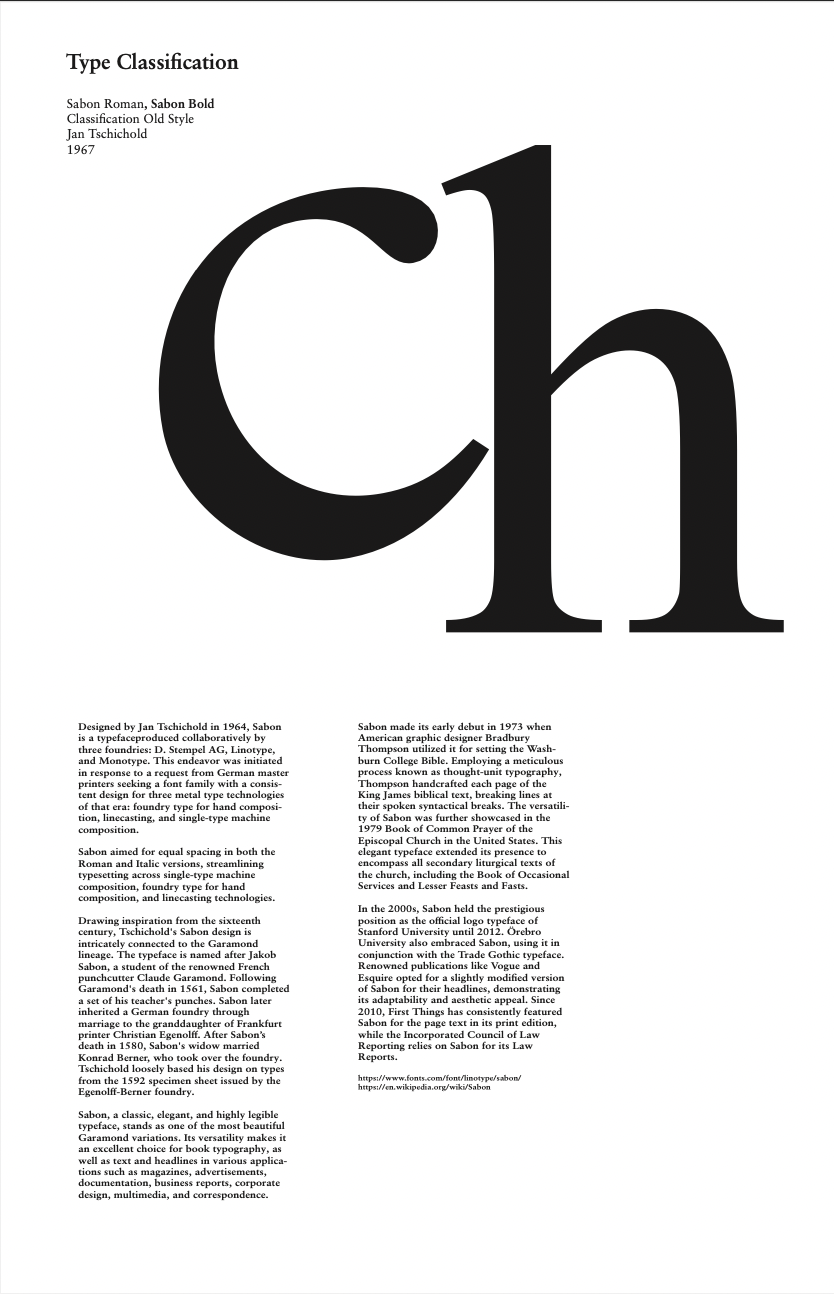 Type Classification
Sabon Roman, Sabon Bold
Classification Old Style
Jan Tschichold
1967
ch
Designed by Jan Tschichold in 1964, Sabon
is a typefaceproduced collaboratively by
three foundries: D. Stempel AG, Linotype,
and Monotype. This endeavor was initiated
in response to a request from German master
printers seeking a font family with a consis-
tent design for three metal type technologies
of that era: foundry type for hand composi-
tion, linecasting, and single-type machine
composition.
Sabon aimed for equal spacing in both the
Roman and Italic versions, streamlining
typesetting across single-type machine
composition, foundry type for hand
composition, and linecasting technologies.
Drawing inspiration from the sixteenth
century, Tschichold's Sabon design is
intricately connected to the Garamond
lineage. The typeface is named after Jakob
Sabon, a student of the renowned French
punchcutter Claude Garamond. Following
Garamond's death in 1561, Sabon completed
a set of his teacher's punches. Sabon later
inherited a German foundry through
marriage to the granddaughter of Frankfurt
printer Christian Egenolff. After Sabon’s
death in 1580, Sabon's widow married
Konrad Berner, who took over the foundry.
Tschichold loosely based his design on types
from the 1592 specimen sheet issued by the
Egenolff-Berner foundry.
Sabon, a classic, elegant, and highly legible
typeface, stands as one of the most beautiful
Garamond variations. Its versatility makes it
an excellent choice for book typography, as
well as text and headlines in various applica-
tions such as magazines, advertisements,
documentation, business reports, corporate
design, multimedia, and correspondence.
Sabon made its early debut in 1973 when
American graphic designer Bradbury
Thompson utilized it for setting the Wash-
burn College Bible. Employing a meticulous
process known as thought-unit typography,
Thompson handcrafted each page of the
King James biblical text, breaking lines at
their spoken syntactical breaks. The versatili-
ty of Sabon was further showcased in the
1979 Book of Common Prayer of the
Episcopal Church in the United States. This
elegant typeface extended its presence to
encompass all secondary liturgical texts of
the church, including the Book of Occasional
Services and Lesser Feasts and Fasts.
In the 2000s, Sabon held the prestigious
position as the official logo typeface of
Stanford University until 2012. Örebro
University also embraced Sabon, using it in
conjunction with the Trade Gothic typeface.
Renowned publications like Vogue and
Esquire opted for a slightly modified version
of Sabon for their headlines, demonstrating
its adaptability and aesthetic appeal. Since
2010, First Things has consistently featured
Sabon for the page text in its print edition,
while the Incorporated Council of Law
Reporting relies on Sabon for its Law
Reports.
https://www.fonts.com/font/linotype/sabon/
https://en.wikipedia.org/wiki/Sabon